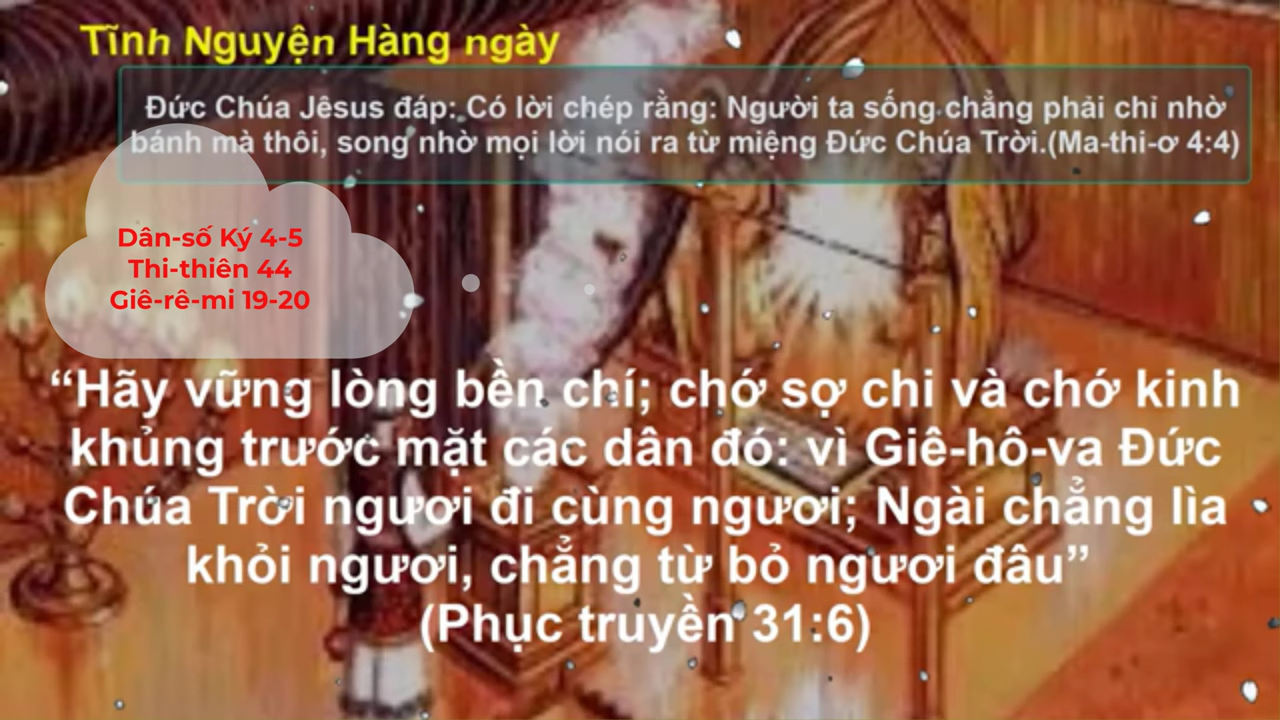 Tĩnh Nguyện Hàng ngày
Đức Chúa Jêsus đáp: Có lời chép rằng: Người ta sống chẳng phải chỉ nhờ
bánh mà thôi, song nhờ mọi lời nói ra từ miệng Đức Chúa Trời.(Ma-thi-ơ 4:4)
Dân-số Ký 4-5
Thi-thiên 44
Giê-rê-mi 19-20
“Hãy vững lòng bền chí; chớ sợ chi và chớ kinh
khủng trước mặt các dân đó: vì Giê-hô-va Đức
Chúa Trời ngươi đi cùng ngươi; Ngài chẳng lìa
khỏi ngươi, chẳng từ bỏ ngươi đâu”
(Phục truyền 31:6)